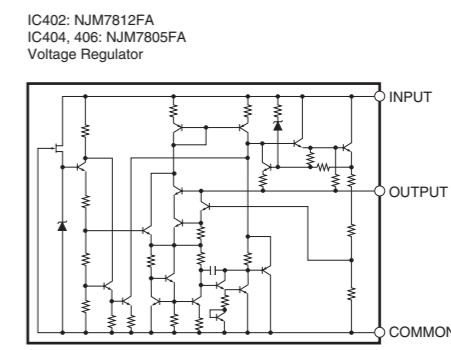 IC402: NJM7812FA
IC404, 406: NJM7805FA
Voltage Regulator
INPUT
OUTPUT
COMMON